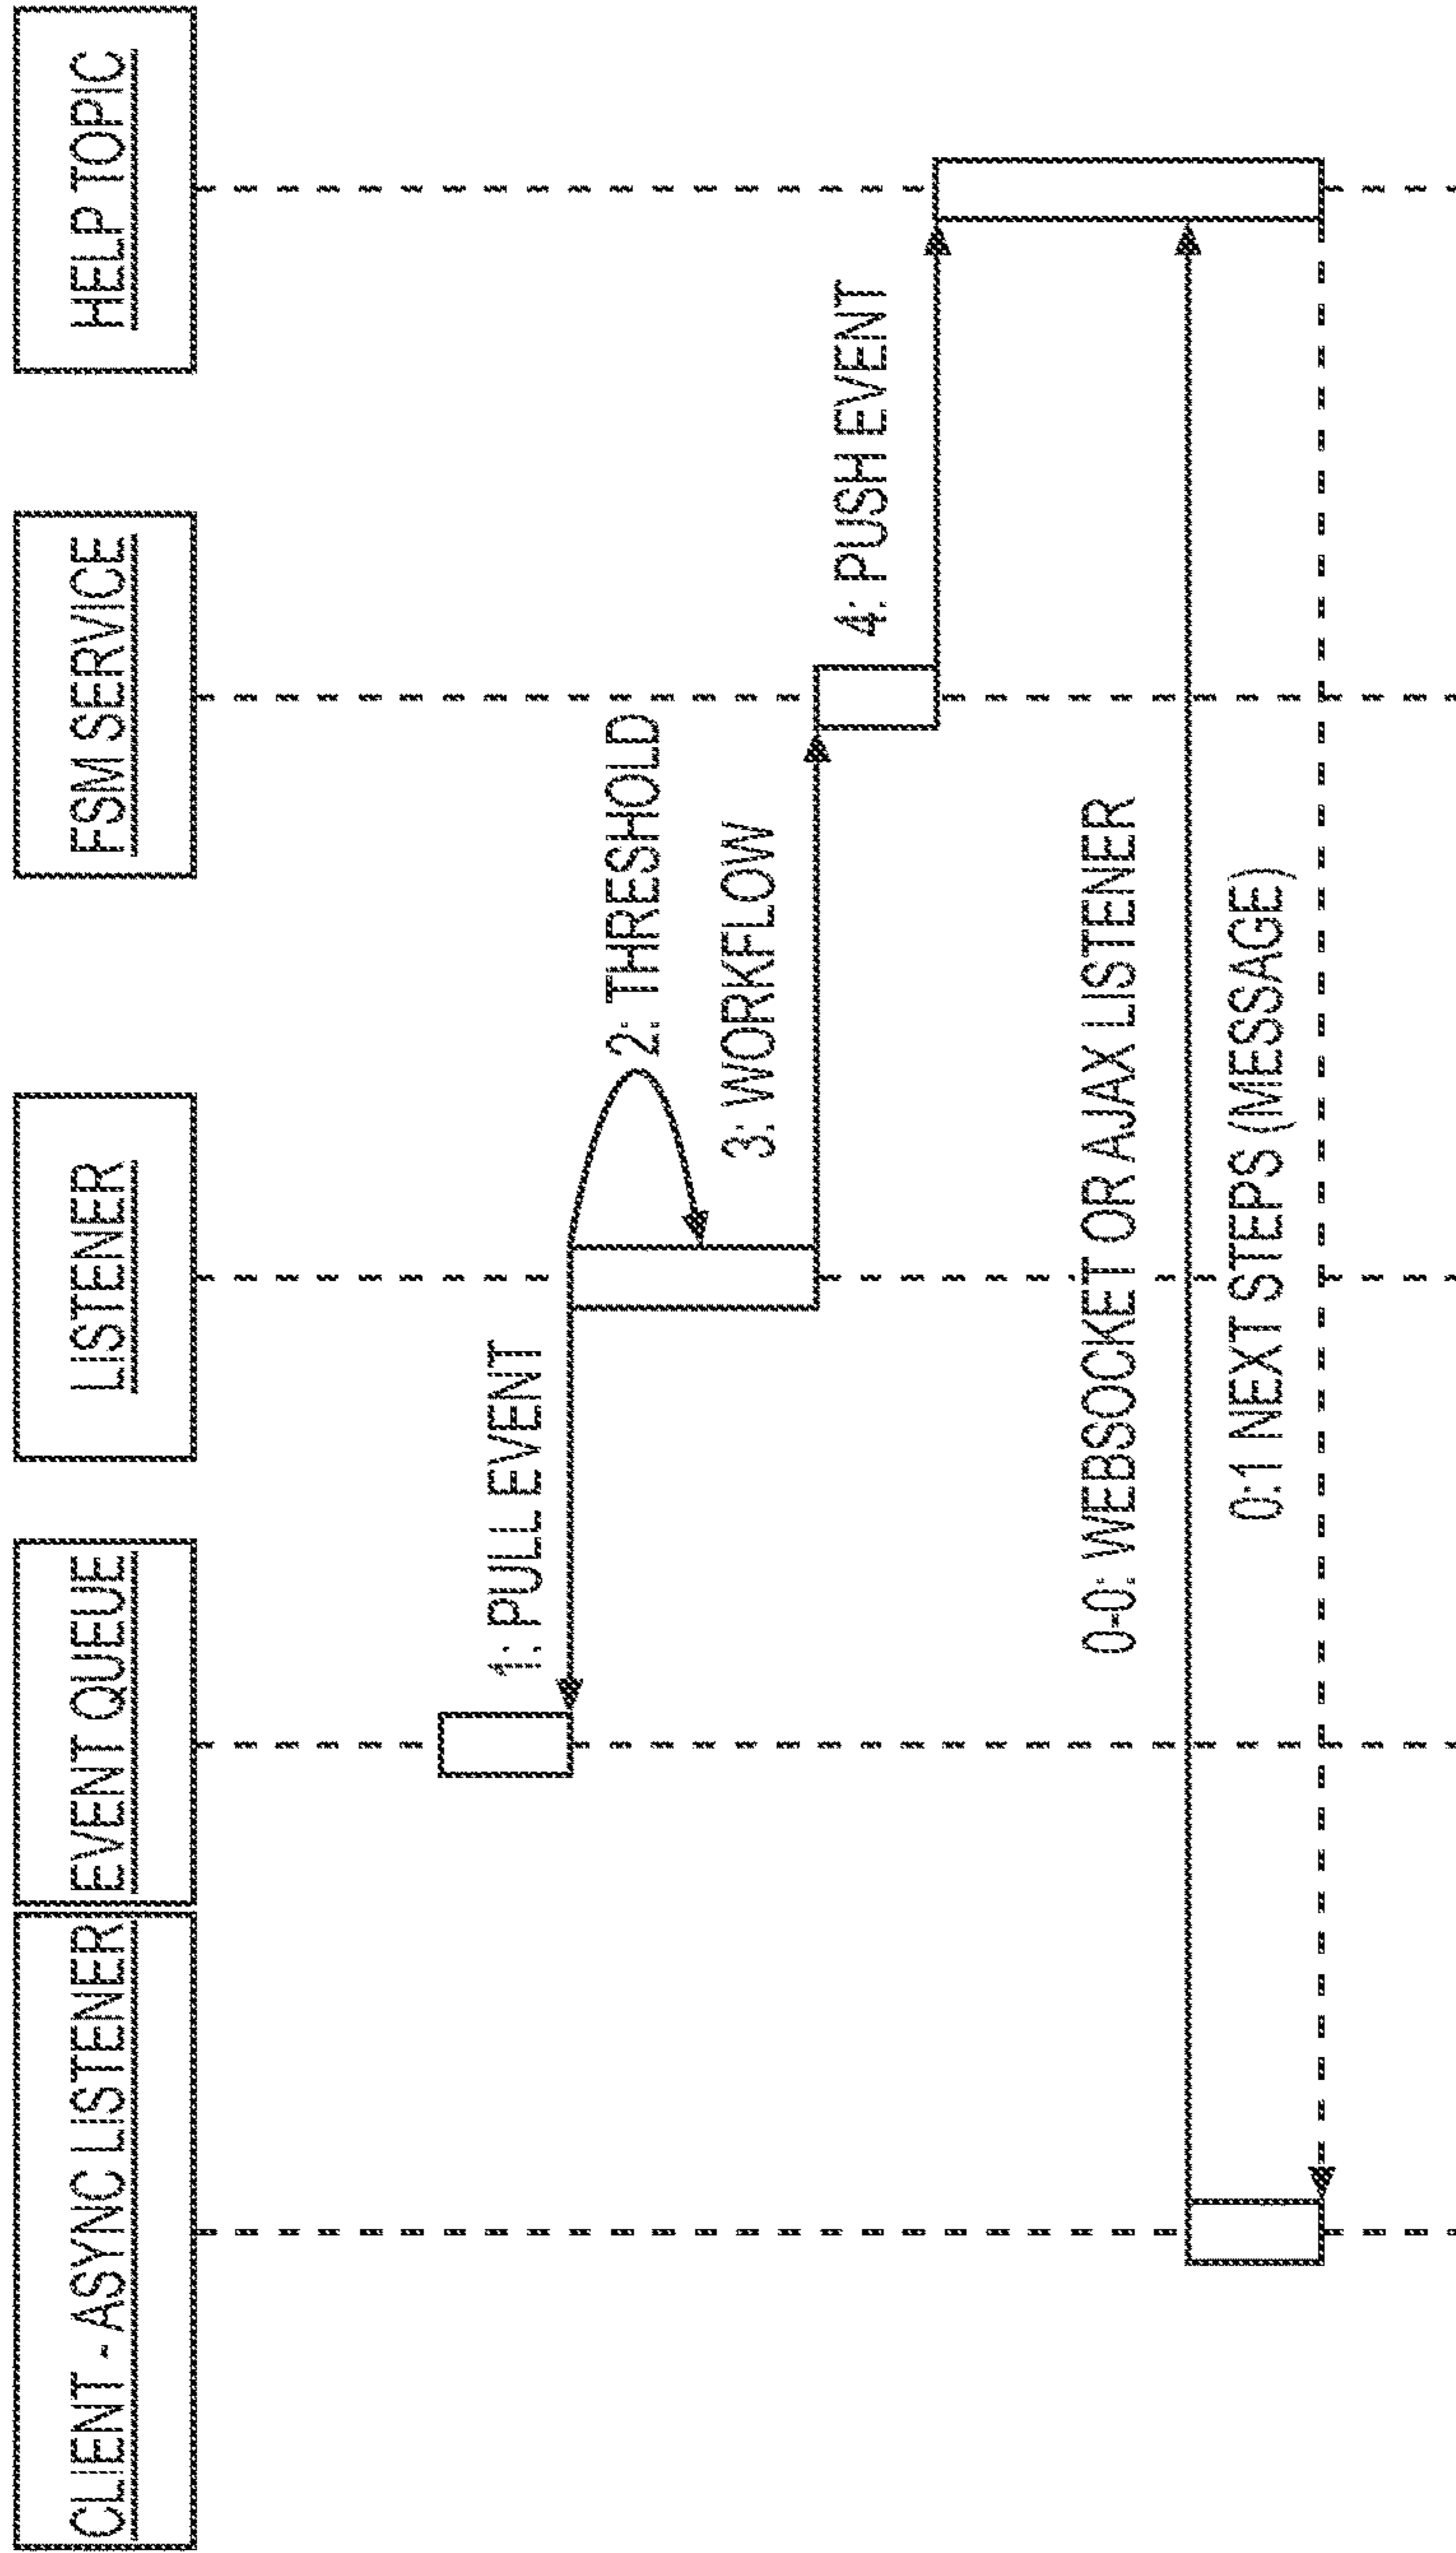 CLIENT - ASYNC LISTENER
EVENT QUEUE
LISTENER
FSM SERVICE
HELP TOPIC
1: PULL EVENT
2: THRESHOLD
3: WORKFLOW
4: PUSH EVENT
0-0: WEBSOCKET OR AJAX LISTENER
0:1 NEXT STEPS (MESSAGE)